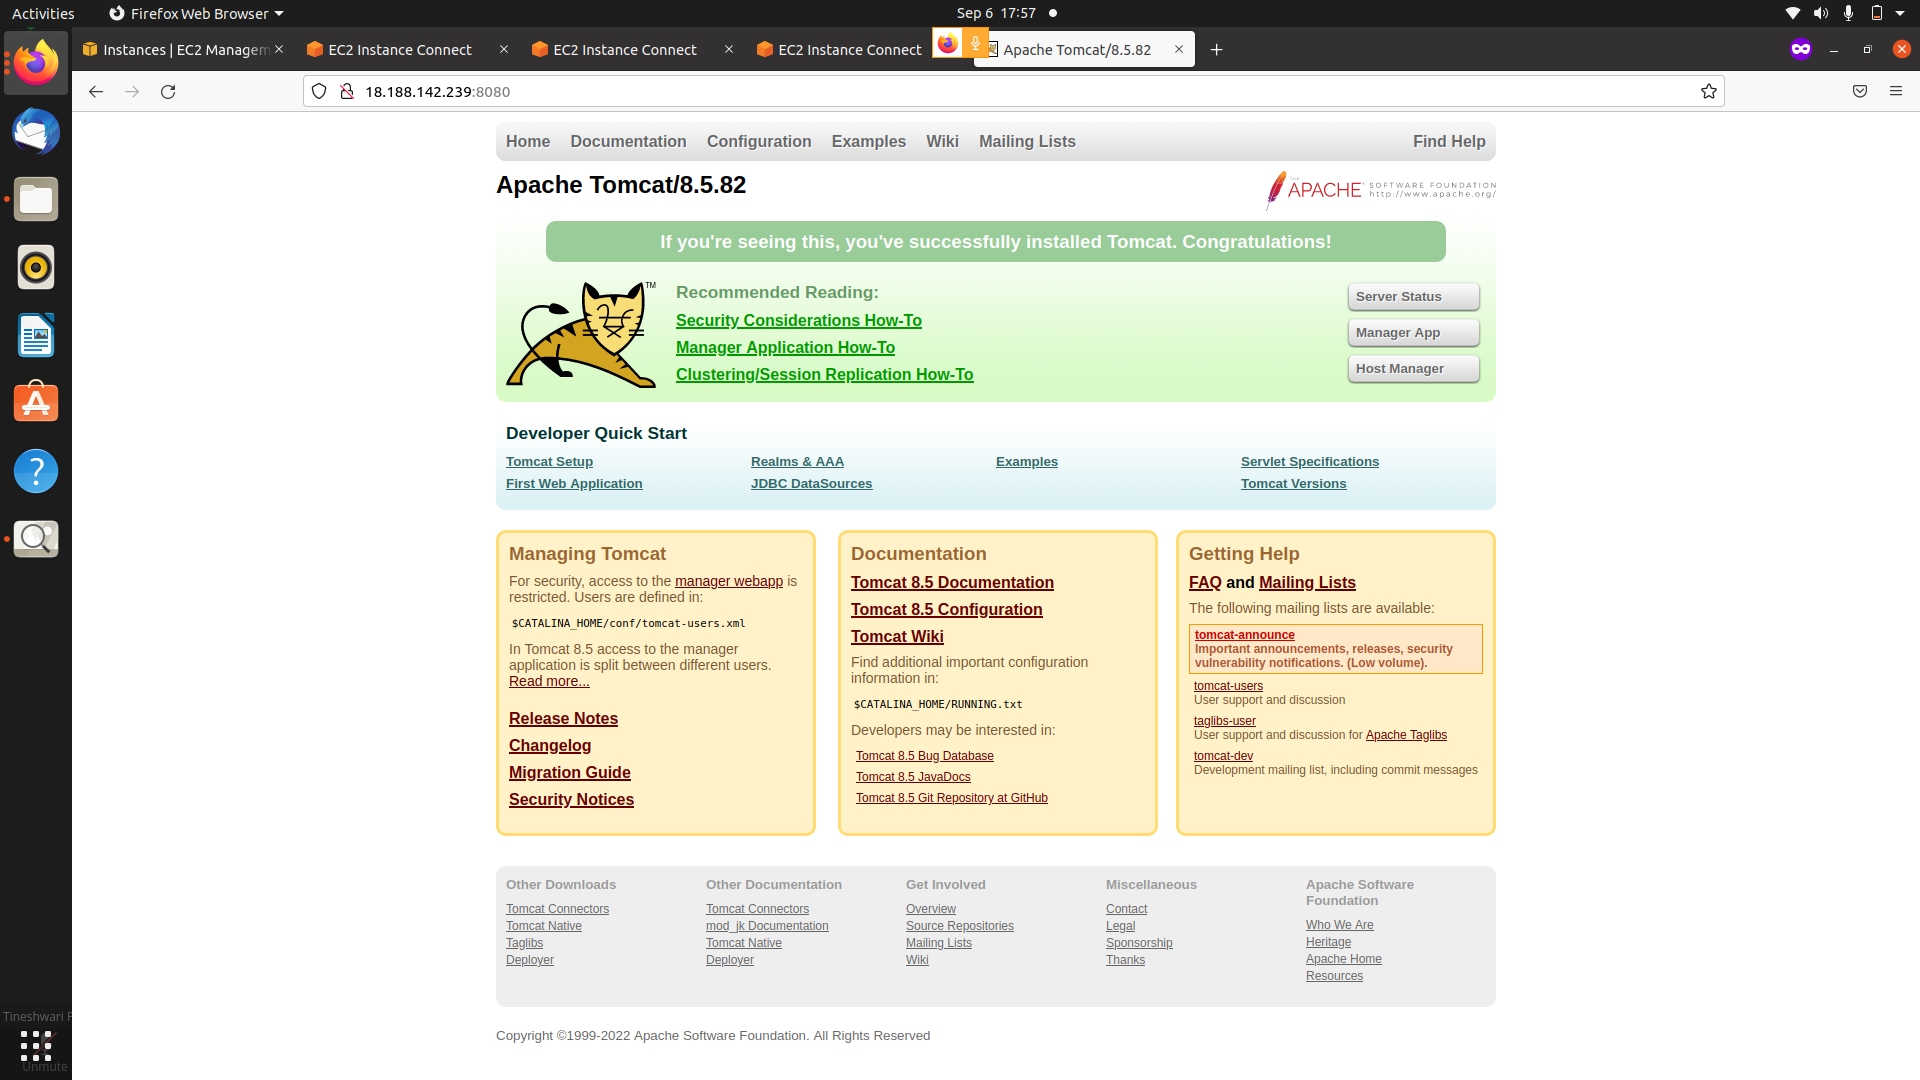 Activities
Firefox Web Browser
Sep 6 17:57
Instances | EC2 Managem
EC2 Instance Connect
EC2 Instance Connect
EC2 Instance Connect
Apache Tomcat/8.5.82
18.188.142.239:8080
Home Documentation Configuration Examples Wiki Mailing Lists Find Help
Apache Tomcat/8.5.82
THE APACHE SOFTWARE FOUNDATION
http://www.apache.org/
If you're seeing this, you've successfully installed Tomcat. Congratulations!
TM
Recommended Reading:
Security Considerations How-To
Manager Application How-To
Clustering/Session Replication How-To
Server Status
Manager App
Host Manager
Developer Quick Start
Tomcat Setup
First Web Application
Realms & AAA
JDBC DataSources
Examples
Servlet Specifications
Tomcat Versions
Managing Tomcat
For security, access to the manager webapp is
restricted. Users are defined in:
$CATALINA_HOME/conf/tomcat-users.xml
In Tomcat 8.5 access to the manager
application is split between different users.
Read more...
Release Notes
Changelog
Migration Guide
Security Notices
Documentation
Tomcat 8.5 Documentation
Tomcat 8.5 Configuration
Tomcat Wiki
Find additional important configuration
information in:
$CATALINA_HOME/RUNNING.txt
Developers may be interested in:
Tomcat 8.5 Bug Database
Tomcat 8.5 JavaDocs
Tomcat 8.5 Git Repository at GitHub
Getting Help
FAQ and Mailing Lists
The following mailing lists are available:
tomcat-announce
Important announcements, releases, security
vulnerability notifications. (Low volume).
tomcat-users
User support and discussion
taglibs-user
User support and discussion for Apache Taglibs
tomcat-dev
Development mailing list, including commit messages
Other Downloads
Tomcat Connectors
Tomcat Native
Taglibs
Deployer
Other Documentation
Tomcat Connectors
mod_jk Documentation
Tomcat Native
Deployer
Get Involved
Overview
Source Repositories
Mailing Lists
Wiki
Miscellaneous
Contact
Legal
Sponsorship
Thanks
Apache Software
Foundation
Who We Are
Heritage
Apache Home
Resources
Copyright ©1999-2022 Apache Software Foundation. All Rights Reserved
Tineshwari P
Unmute